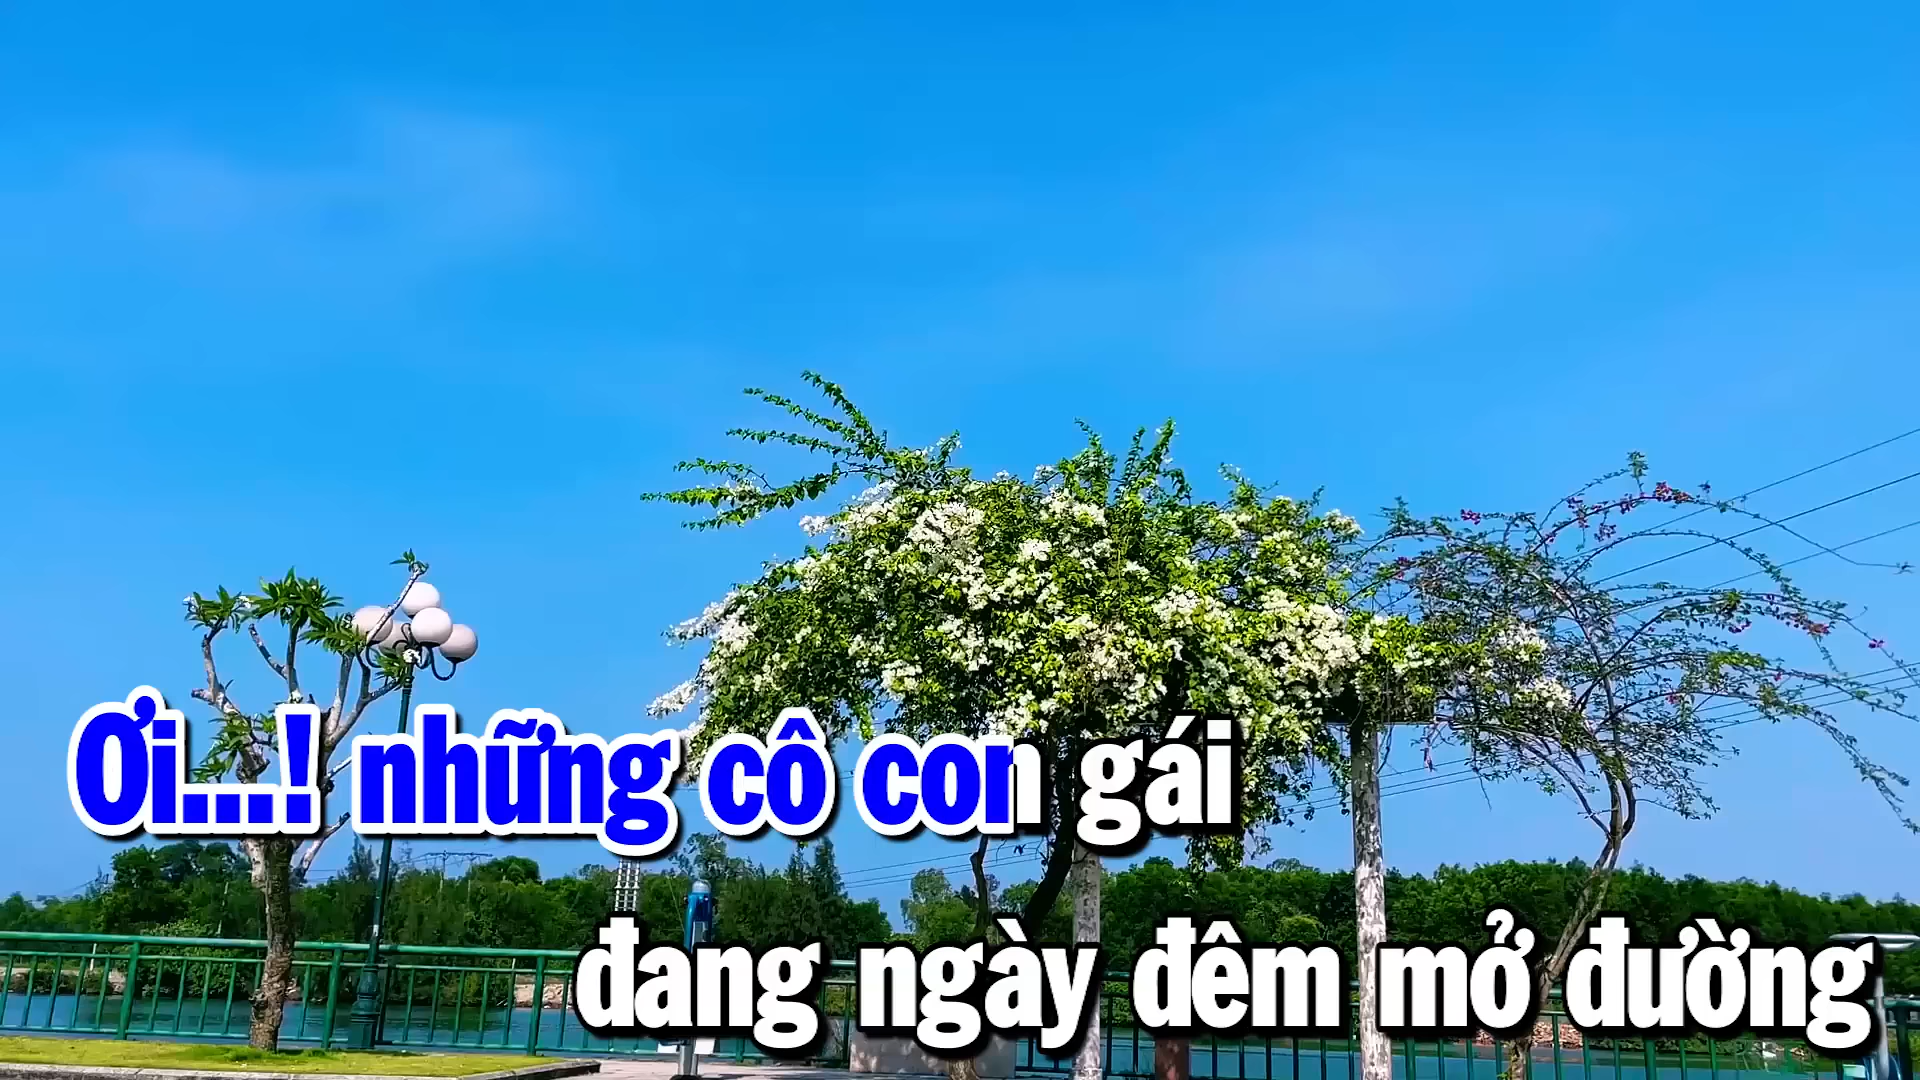 Ơi...! những cô con gái
đang ngày đêm mở đường